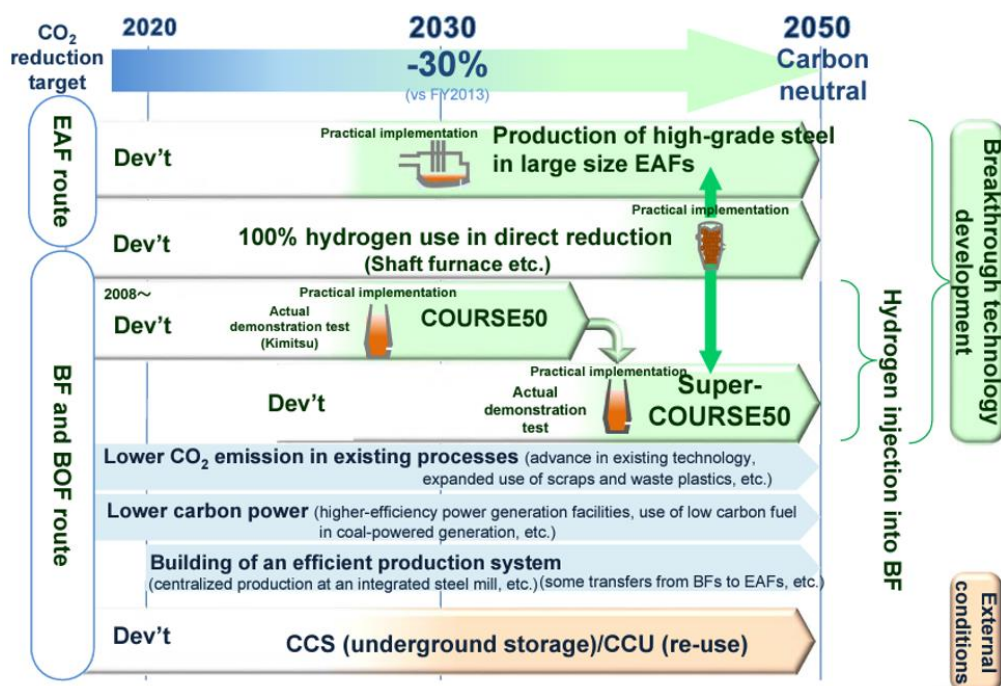 CO2
reduction
target
2020
2030
2050
-30%
(vs FY2013)
Carbon
neutral
EAF route
Dev't
Practical implementation
Production of high-grade steel
in large size EAFs
Dev't
100% hydrogen use in direct reduction
(Shaft furnace etc.)
Practical implementation
BF and BOF route
2008～
Dev't
Practical implementation
Actual
demonstration test
(Kimitsu)
COURSE50
Dev't
Practical implementation
Actual
demonstration
test
Super-
COURSE50
Lower CO2 emission in existing processes (advance in existing technology,
expanded use of scraps and waste plastics, etc.)
Lower carbon power (higher-efficiency power generation facilities, use of low carbon fuel
in coal-powered generation, etc.)
Building of an efficient production system
(centralized production at an integrated steel mill, etc.) (some transfers from BFs to EAFs, etc.)
Dev't
CCS (underground storage)/CCU (re-use)
Hydrogen injection into BF
Breakthrough technology
development
External
conditions